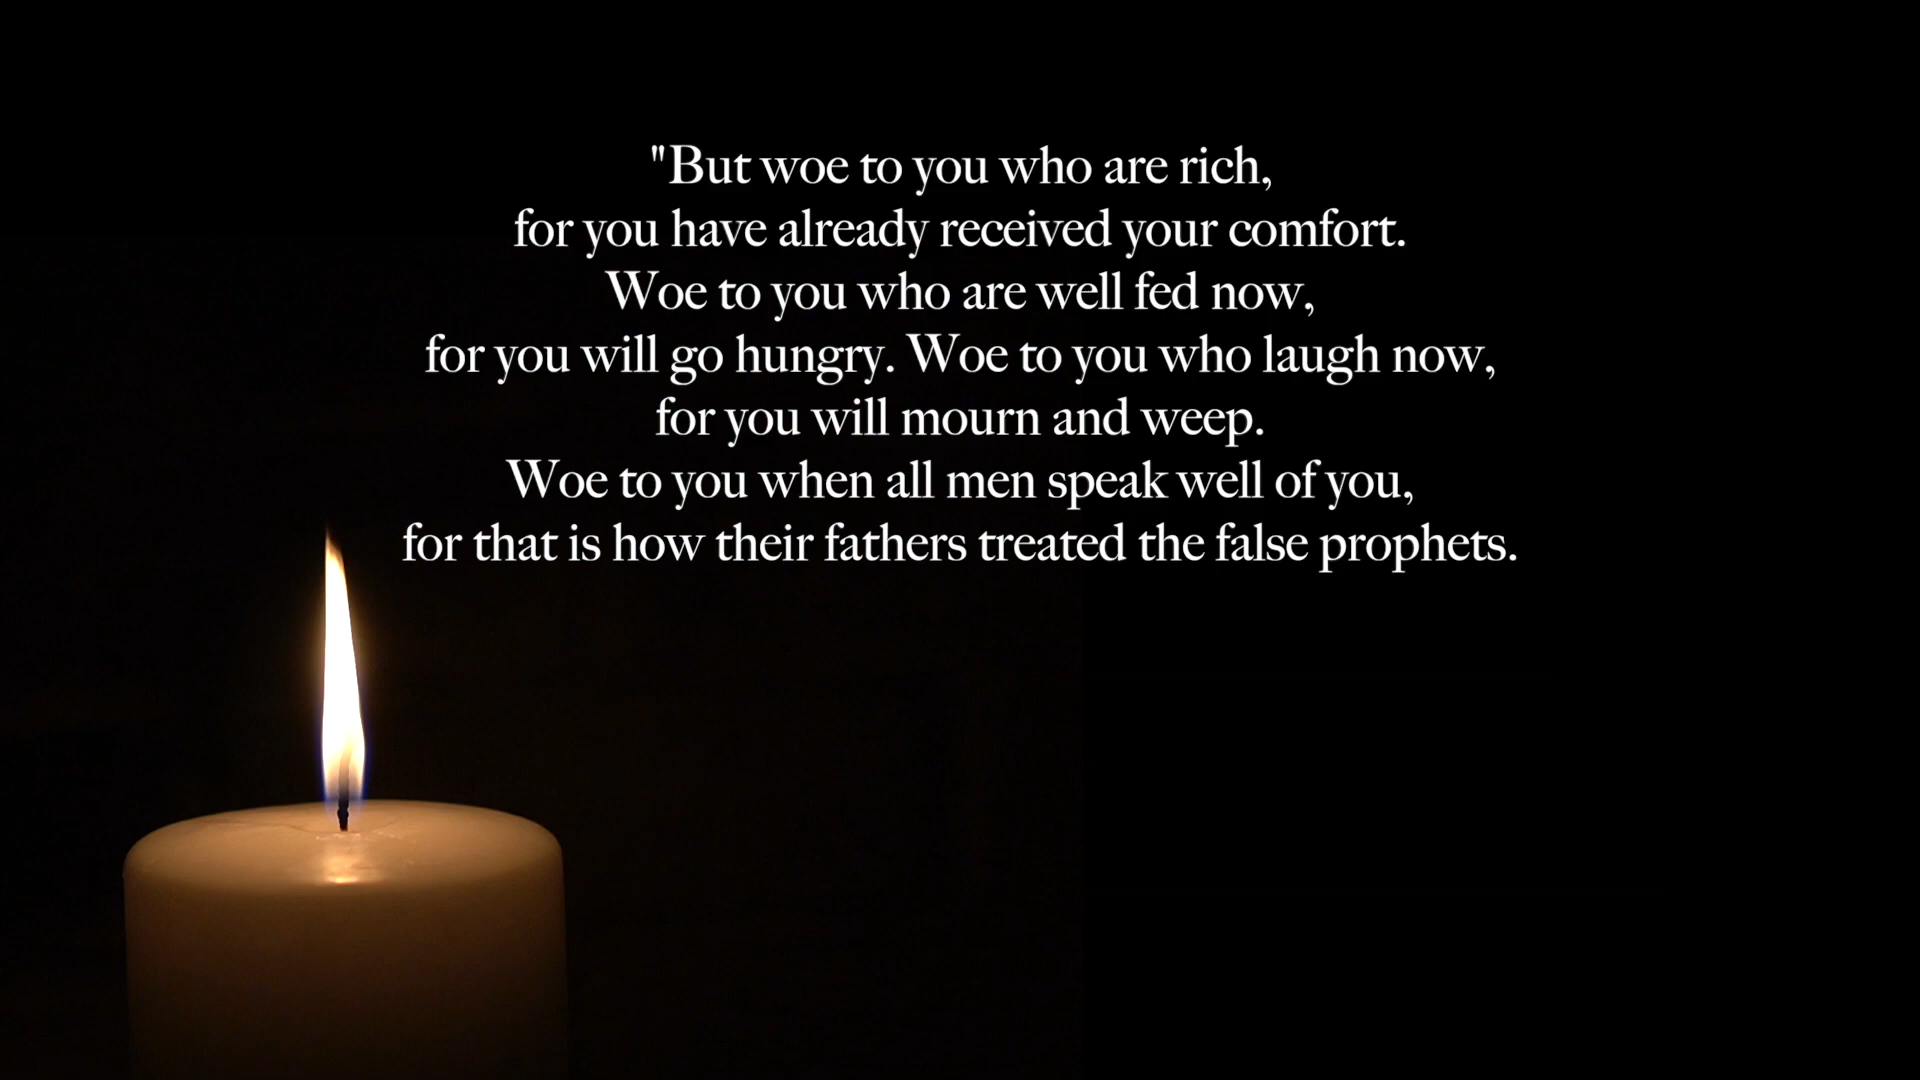 "But woe to you who are rich,
for you have already received your comfort.
Woe to you who are well fed now,
for you will go hungry. Woe to you who laugh now,
for you will mourn and weep.
Woe to you when all men speak well of you,
for that is how their fathers treated the false prophets.